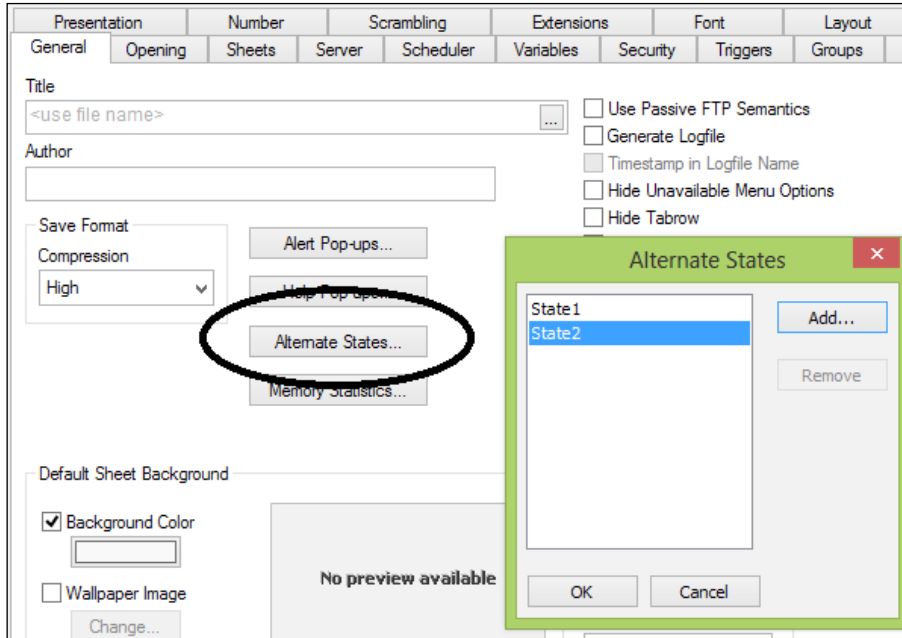 Presentation Number Scrambling Extensions Font Layout
General Opening Sheets Server Scheduler Variables Security Triggers Groups
Title
<use file name>
...
Author
Save Format
Compression
High
Alert Pop-ups...
Help Pop-ups...
Alternate States...
Memory Statistics...
Use Passive FTP Semantics
Generate Logfile
Timestamp in Logfile Name
Hide Unavailable Menu Options
Hide Tabrow
Alternate States
×
State1
State2
Add...
Remove
OK Cancel
Default Sheet Background
Background Color
Wallpaper Image
Change...
No preview available